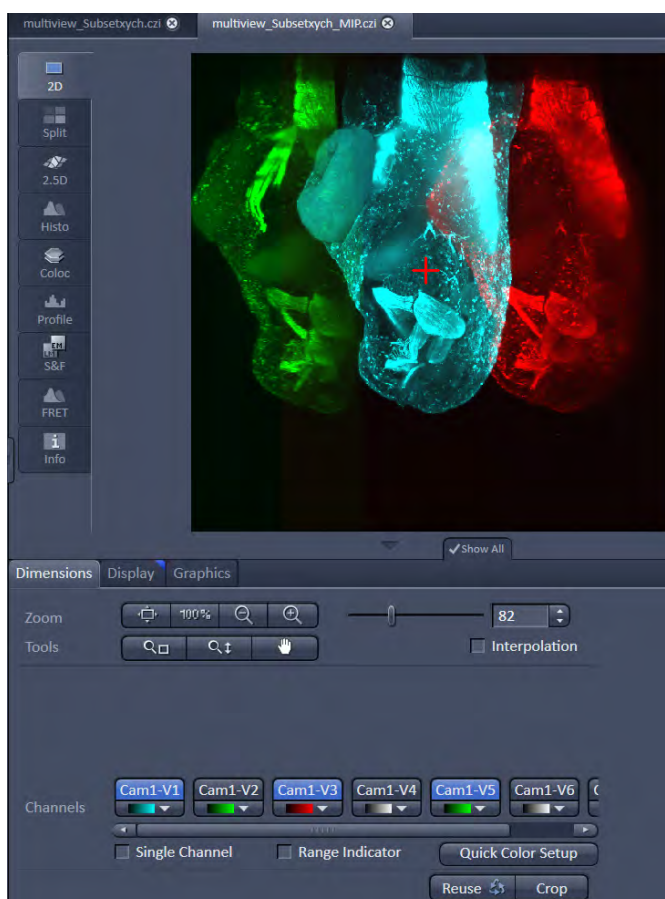 multiview_Subsetxych.czi multiview_Subsetxych_MIP.czi
2D
Split
2.5D
Histo
Coloc
Profile
EM
LM
S&F
FRET
i
Info
Show All
Dimensions Display Graphics
Zoom 100% 82
Tools Interpolation
Cam1-V1 Cam1-V2 Cam1-V3 Cam1-V4 Cam1-V5 Cam1-V6
Channels
Single Channel Range Indicator Quick Color Setup
Reuse Crop